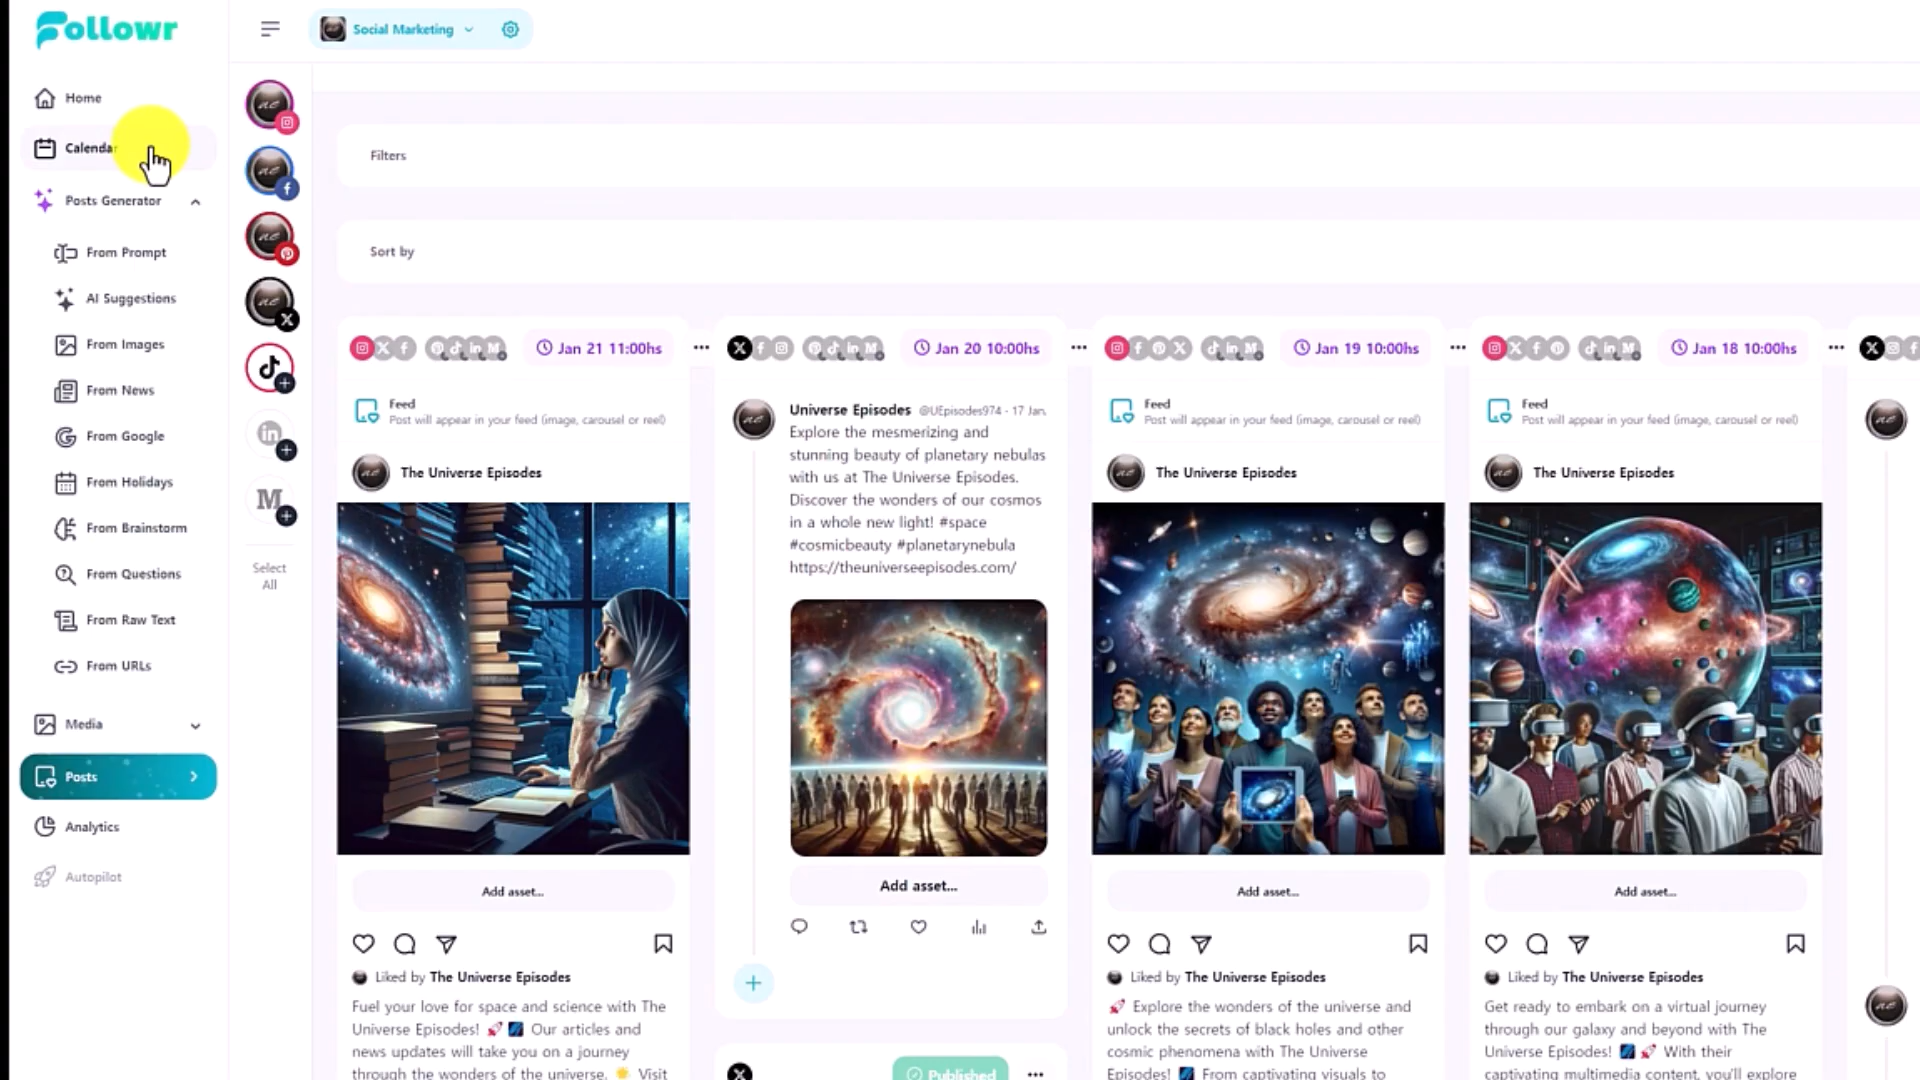 Followr
Social Marketing
Home
Calendar
Posts Generator
From Prompt
AI Suggestions
From Images
From News
From Google
From Holidays
From Brainstorm
From Questions
From Raw Text
From URLs
Media
Posts
Analytics
Autopilot
Select
All
Filters
Sort by
Jan 21 11:00hs
Feed
Post will appear in your feed (image, carousel or reel)
The Universe Episodes
Add asset...
Liked by The Universe Episodes
Fuel your love for space and science with The
Universe Episodes! 🚀 🌌 Our articles and
news updates will take you on a journey
through the wonders of the universe. 🌟 Visit
Jan 20 10:00hs
Universe Episodes @UEpisodes974 · 17 Jan.
Explore the mesmerizing and
stunning beauty of planetary nebulas
with us at The Universe Episodes.
Discover the wonders of our cosmos
in a whole new light! #space
#cosmicbeauty #planetarynebula
https://theuniverseepisodes.com/
Add asset...
Published
Jan 19 10:00hs
Feed
Post will appear in your feed (image, carousel or reel)
The Universe Episodes
Add asset...
Liked by The Universe Episodes
🚀 Explore the wonders of the universe and
unlock the secrets of black holes and other
cosmic phenomena with The Universe
Episodes! 🌌 From captivating visuals to
Jan 18 10:00hs
Feed
Post will appear in your feed (image, carousel or reel)
The Universe Episodes
Add asset...
Liked by The Universe Episodes
Get ready to embark on a virtual journey
through our galaxy and beyond with The
Universe Episodes! 🌌 🚀 With their
captivating multimedia content, you'll explore